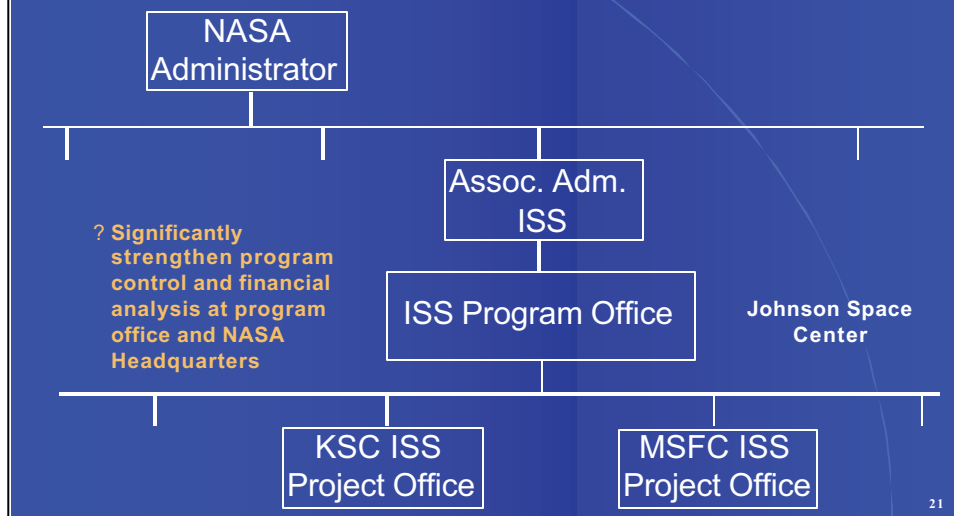 NASA
Administrator
Assoc. Adm.
ISS
? Significantly
strengthen program
control and financial
analysis at program
office and NASA
Headquarters
ISS Program Office
Johnson Space
Center
KSC ISS
Project Office
MSFC ISS
Project Office
21